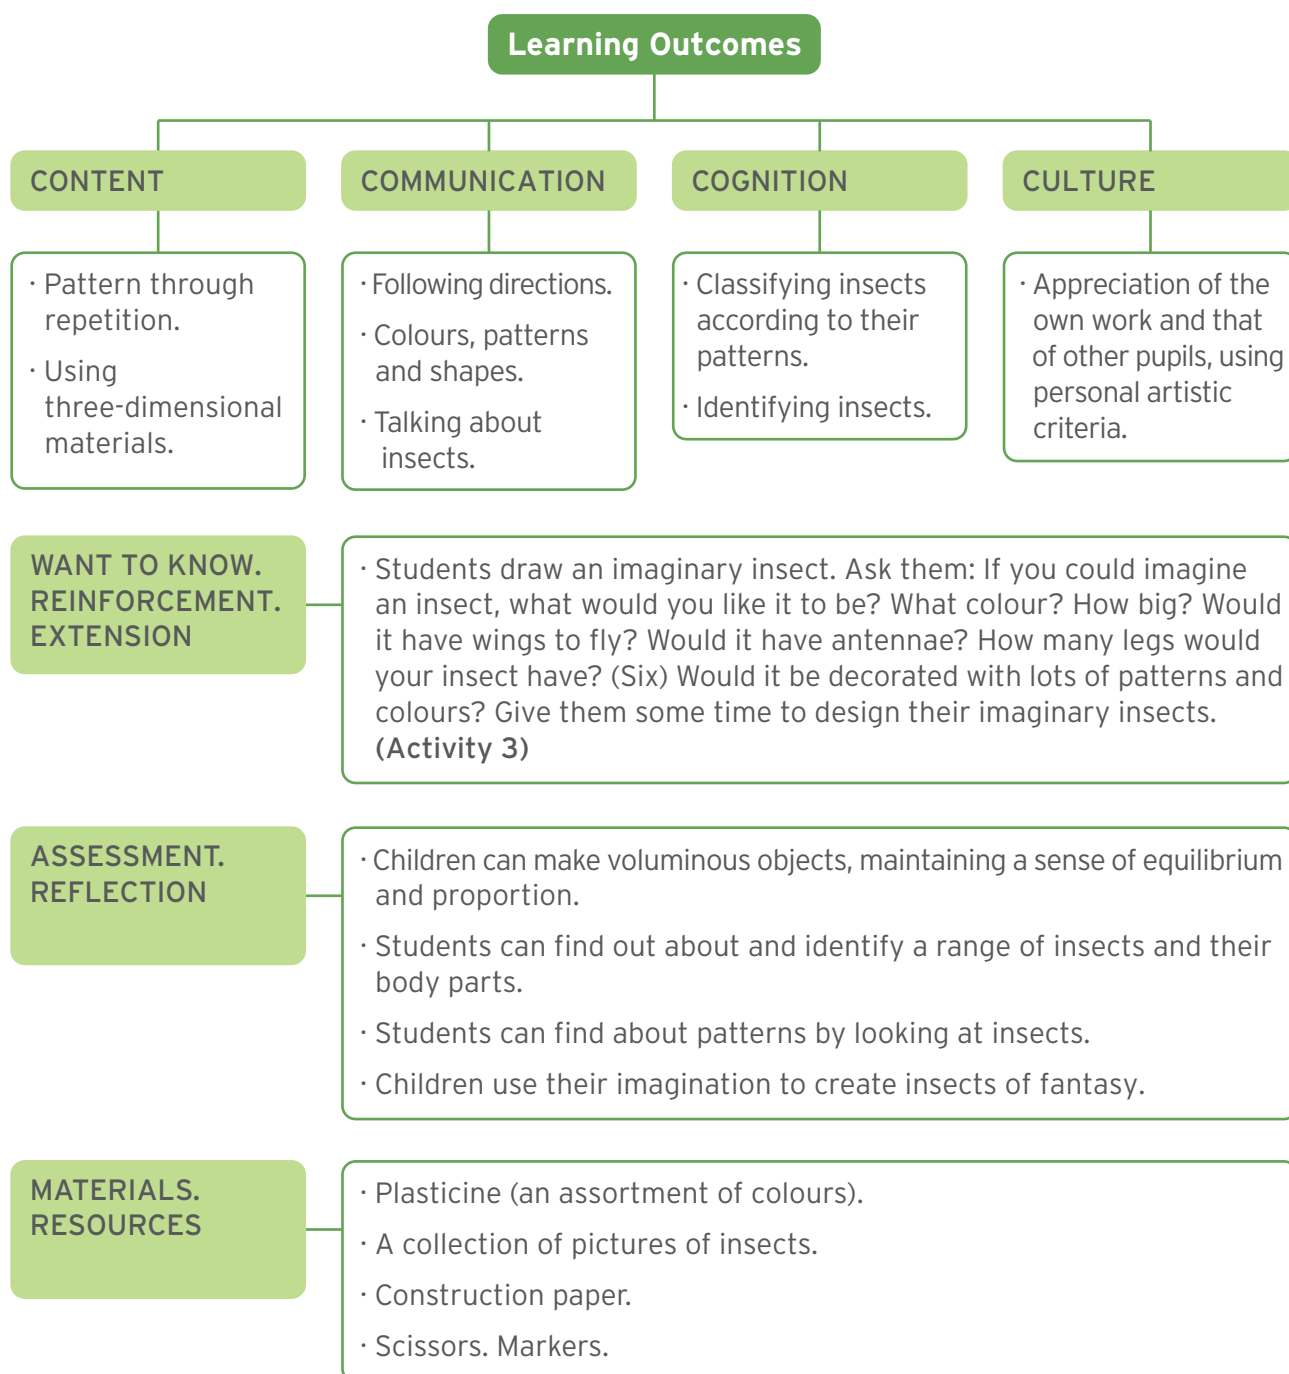 Learning Outcomes
CONTENT
· Pattern through
repetition.
· Using
three-dimensional
materials.
COMMUNICATION
· Following directions.
· Colours, patterns
and shapes.
· Talking about
insects.
COGNITION
· Classifying insects
according to their
patterns.
· Identifying insects.
CULTURE
· Appreciation of the
own work and that
of other pupils, using
personal artistic
criteria.
WANT TO KNOW.
REINFORCEMENT.
EXTENSION
· Students draw an imaginary insect. Ask them: If you could imagine
an insect, what would you like it to be? What colour? How big? Would
it have wings to fly? Would it have antennae? How many legs would
your insect have? (Six) Would it be decorated with lots of patterns and
colours? Give them some time to design their imaginary insects.
(Activity 3)
ASSESSMENT.
REFLECTION
· Children can make voluminous objects, maintaining a sense of equilibrium
and proportion.
· Students can find out about and identify a range of insects and their
body parts.
· Students can find about patterns by looking at insects.
· Children use their imagination to create insects of fantasy.
MATERIALS.
RESOURCES
· Plasticine (an assortment of colours).
· A collection of pictures of insects.
· Construction paper.
· Scissors. Markers.